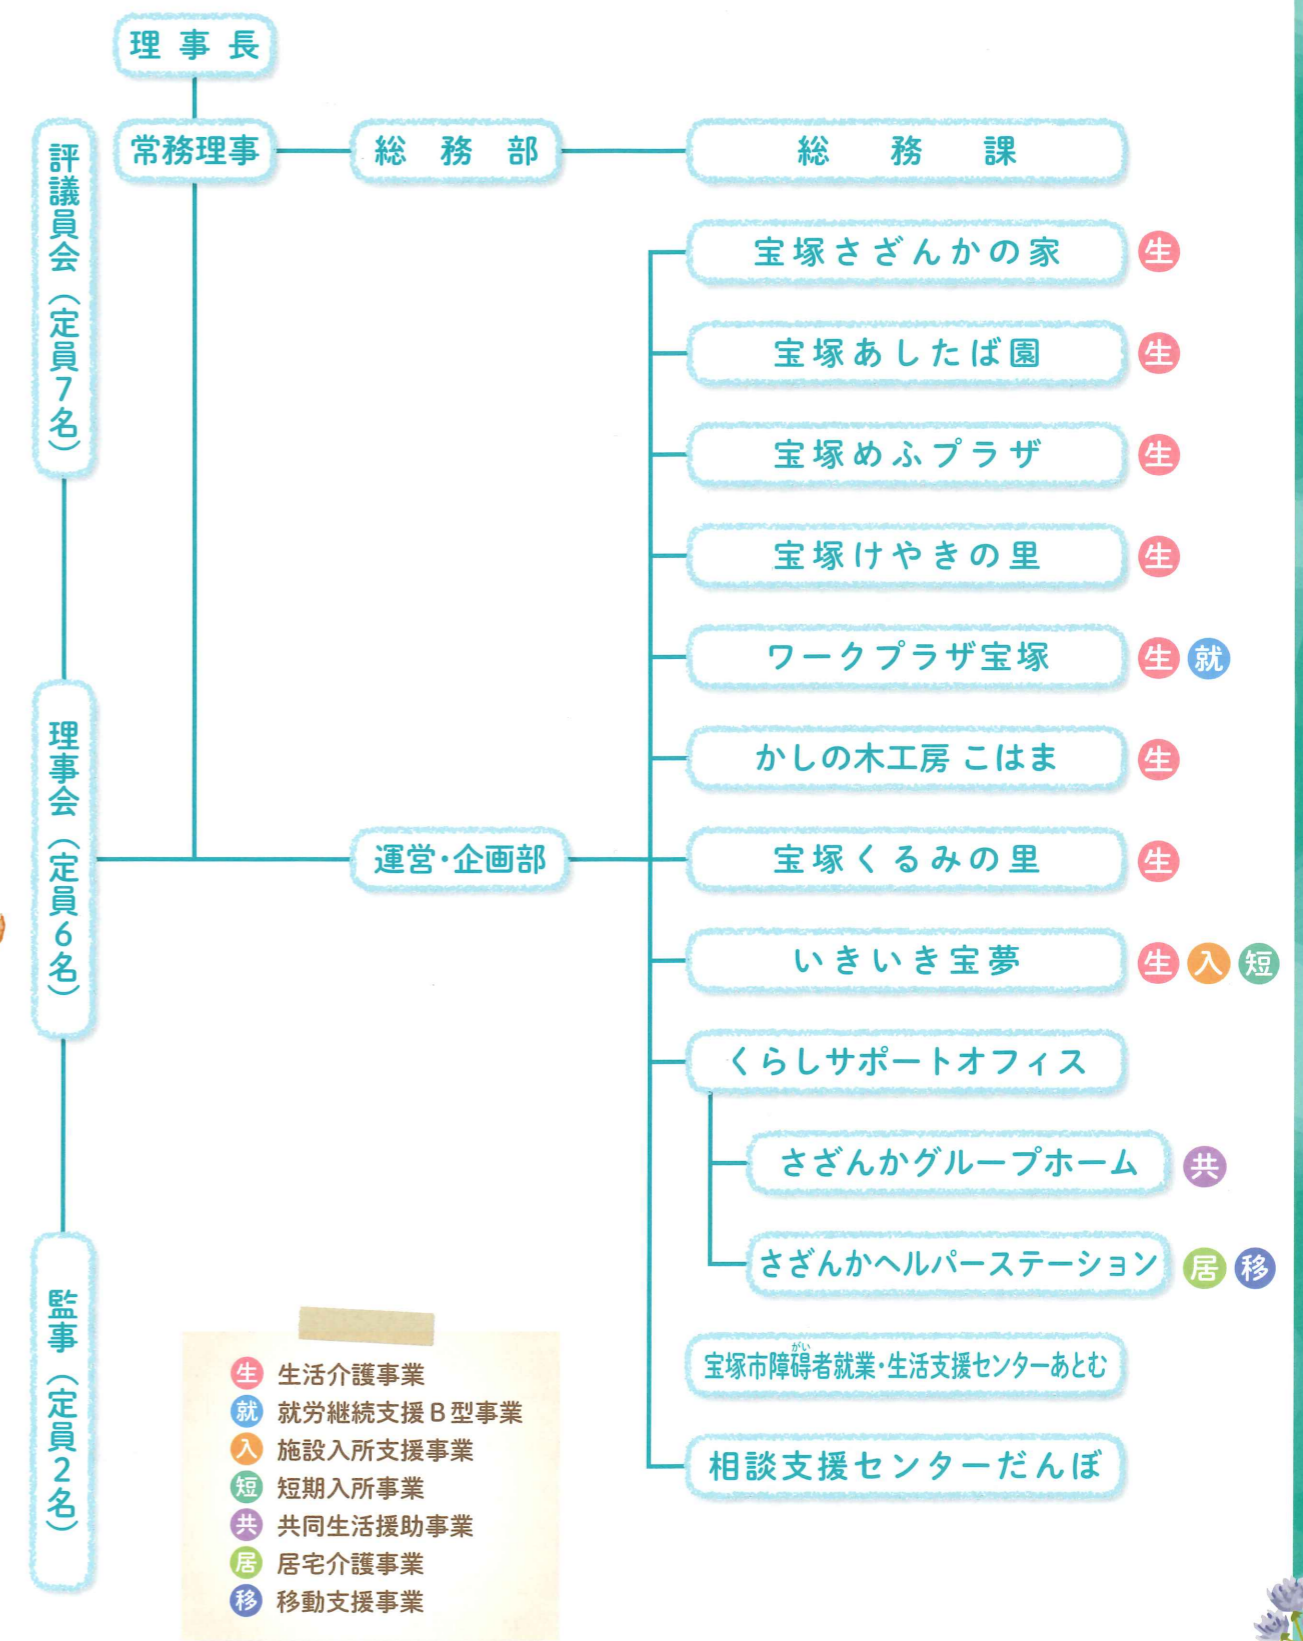 理事長
常務理事
総務部
総務課
評議員会（定員7名）
理事会（定員6名）
監事（定員2名）
運営・企画部
宝塚さざんかの家 生
宝塚あしたば園 生
宝塚めふプラザ 生
宝塚けやきの里 生
ワークプラザ宝塚 生 就
かしの木工房 こはま 生
宝塚くるみの里 生
いきいき宝夢 生 入 短
くらしサポートオフィス
さざんかグループホーム 共
さざんかヘルパーステーション 居 移
がい
宝塚市障碍者就業・生活支援センターあとむ
相談支援センターだんぼ
生 生活介護事業
就 就労継続支援B型事業
入 施設入所支援事業
短 短期入所事業
共 共同生活援助事業
居 居宅介護事業
移 移動支援事業